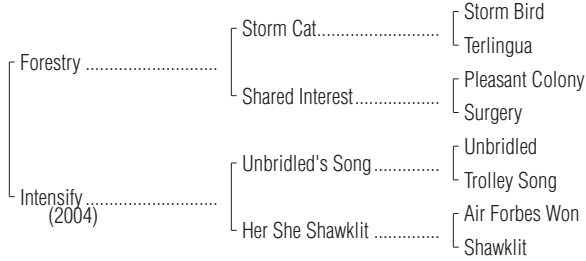 Storm Bird
Storm Cat..............................
Terlingua
Forestry ................................
Pleasant Colony
Shared Interest.....................
Surgery
Unbridled
Unbridled's Song................
Trolley Song
Intensify................................
(2004)
Air Forbes Won
Her She Shawklit ................
Shawklit